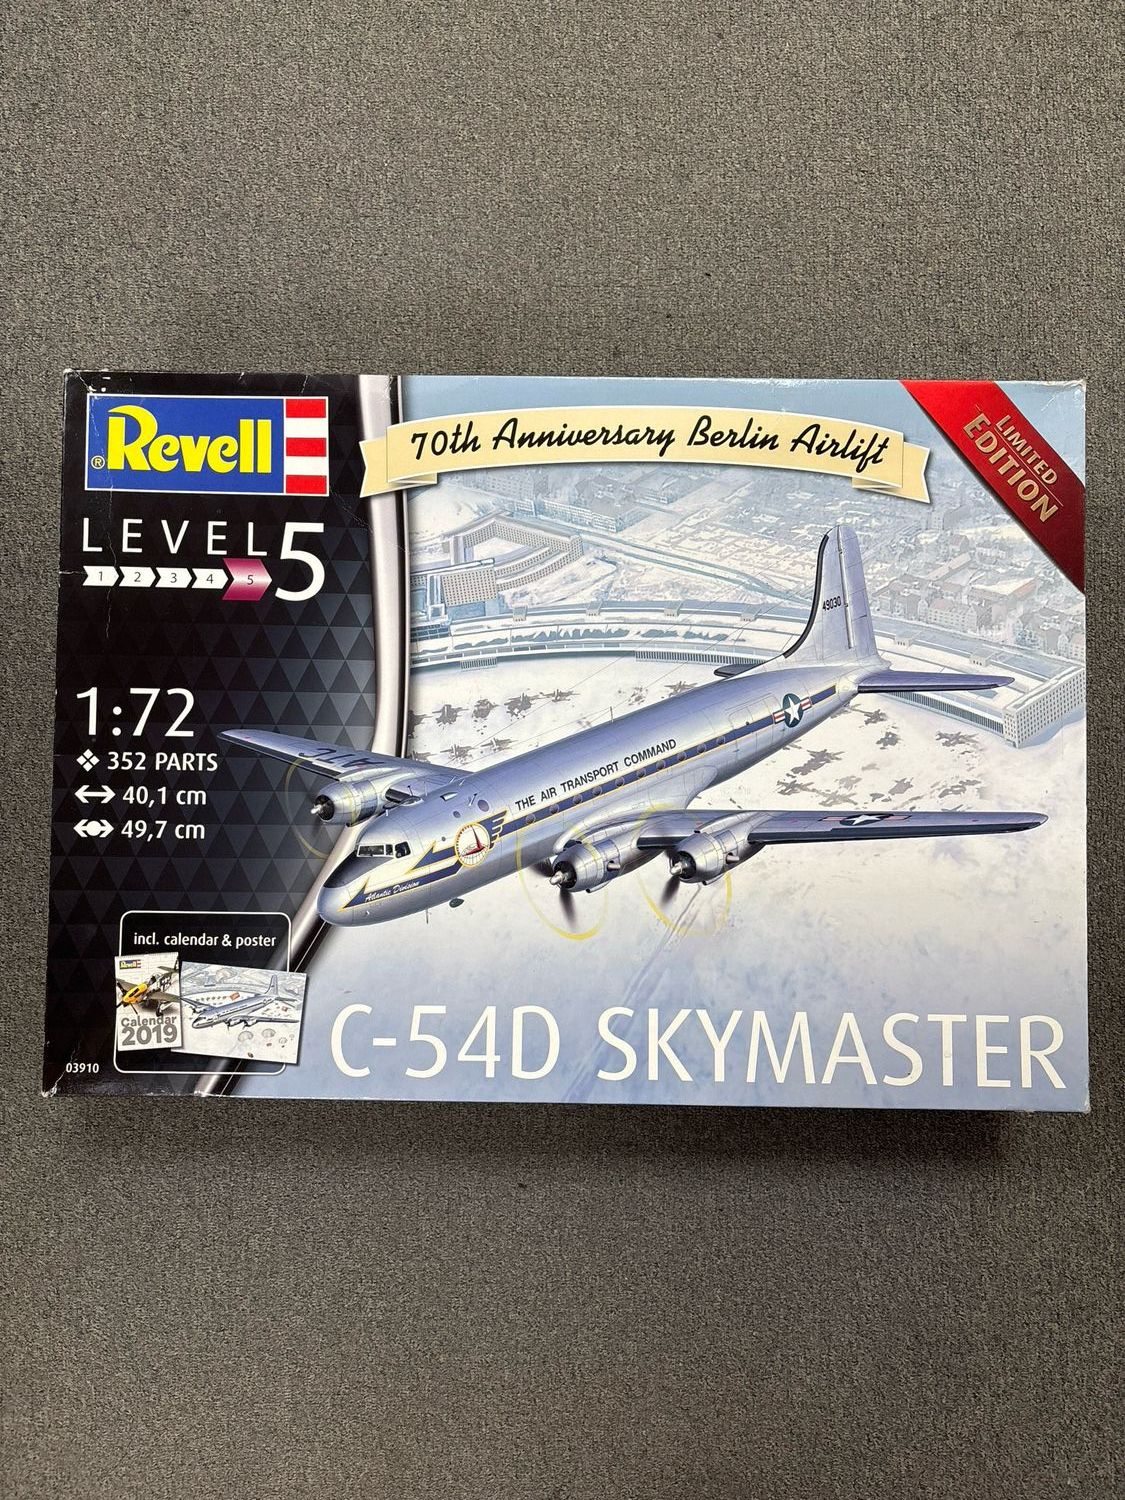 ® Revell
70th Anniversary Berlin Airlift
LIMITED
EDITION
LEVEL 5
1 2 3 4 5
1:72
352 PARTS
40,1 cm
49,7 cm
49030
THE AIR TRANSPORT COMMAND
ATC
Atlantic Division
incl. calendar & poster
Revell
Calendar
2019
03910
C-54D SKYMASTER